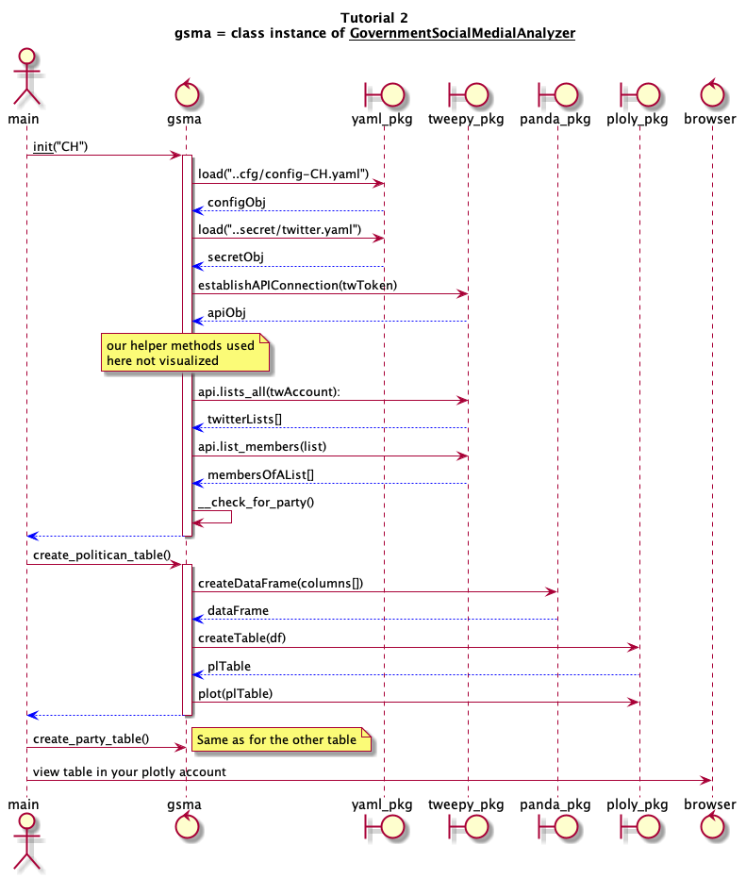 Tutorial 2
gsma = class instance of GovernmentSocialMedialAnalyzer
main gsma yaml_pkg tweepy_pkg panda_pkg ploly_pkg browser
init("CH")
load("..cfg/config-CH.yaml")
configObj
load("..secret/twitter.yaml")
secretObj
establishAPIConnection(twToken)
apiObj
our helper methods used
here not visualized
api.lists_all(twAccount):
twitterLists[]
api.list_members(list)
membersOfAList[]
__check_for_party()
create_politican_table()
createDataFrame(columns[])
dataFrame
createTable(df)
plTable
plot(plTable)
create_party_table()
Same as for the other table
view table in your plotly account
main gsma yaml_pkg tweepy_pkg panda_pkg ploly_pkg browser